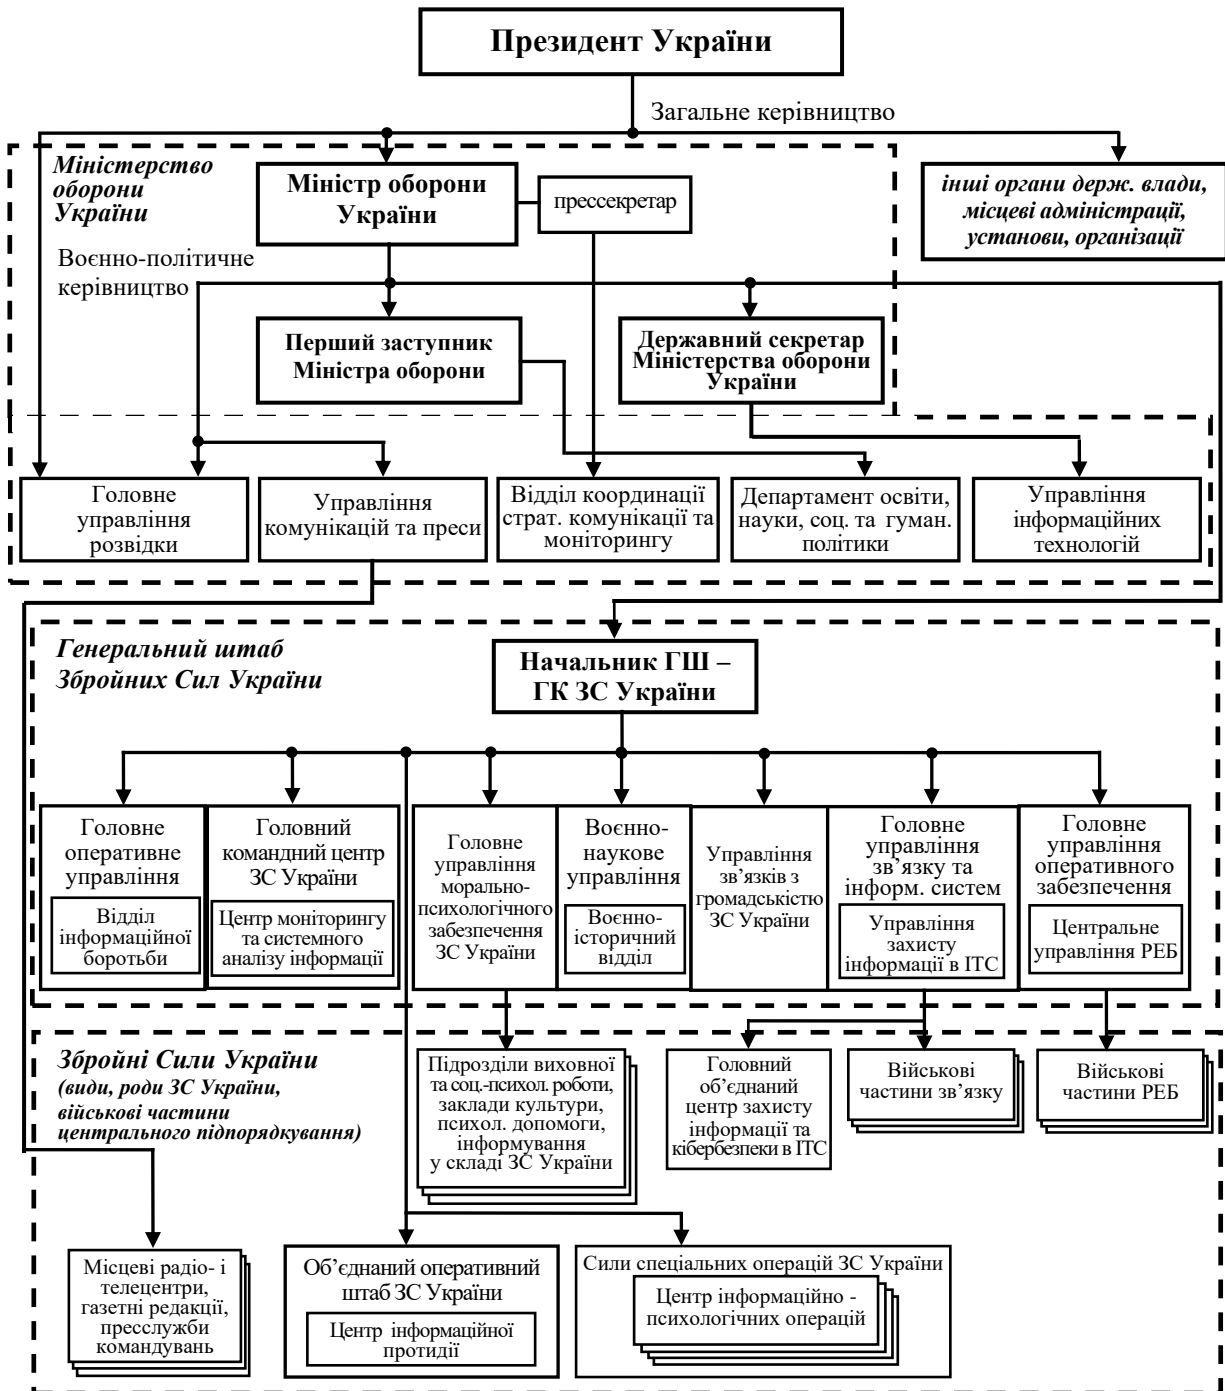 Президент України
Загальне керівництво
Міністерство
оборони
України
Міністр оборони
України
прессекретар
інші органи держ. влади,
місцеві адміністрації,
установи, організації
Воєнно-політичне
керівництво
Перший заступник
Міністра оборони
Державний секретар
Міністерства оборони
України
Головне
управління
розвідки
Управління
комунікацій та преси
Відділ координації
страт. комунікації та
моніторингу
Департамент освіти,
науки, соц. та гуман.
політики
Управління
інформаційних
технологій
Генеральний штаб
Збройних Сил України
Начальник ГШ –
ГК ЗС України
Головне
оперативне
управління
Відділ
інформаційної
боротьби
Головний
командний центр
ЗС України
Центр моніторингу
та системного
аналізу інформації
Головне
управління
морально-
психологічного
забезпечення
ЗС України
Воєнно-
наукове
управління
Воєнно-
історичний
відділ
Управління
зв’язків з
громадськістю
ЗС України
Головне
управління
зв’язку та
інформ. систем
Управління
захисту
інформації в ІТС
Головне
управління
оперативного
забезпечення
Центральне
управління РЕБ
Збройні Сили України
(види, роди ЗС України,
військові частини
центрального підпорядкування)
Підрозділи виховної
та соц.-психол. роботи,
заклади культури,
психол. допомоги,
інформування
у складі ЗС України
Головний
об’єднаний
центр захисту
інформації та
кібербезпеки в ІТС
Військові
частини зв’язку
Військові
частини РЕБ
Місцеві радіо- і
телецентри,
газетні редакції,
пресслужби
командувань
Об’єднаний оперативний
штаб ЗС України
Центр інформаційної
протидії
Сили спеціальних операцій ЗС України
Центр інформаційно -
психологічних операцій